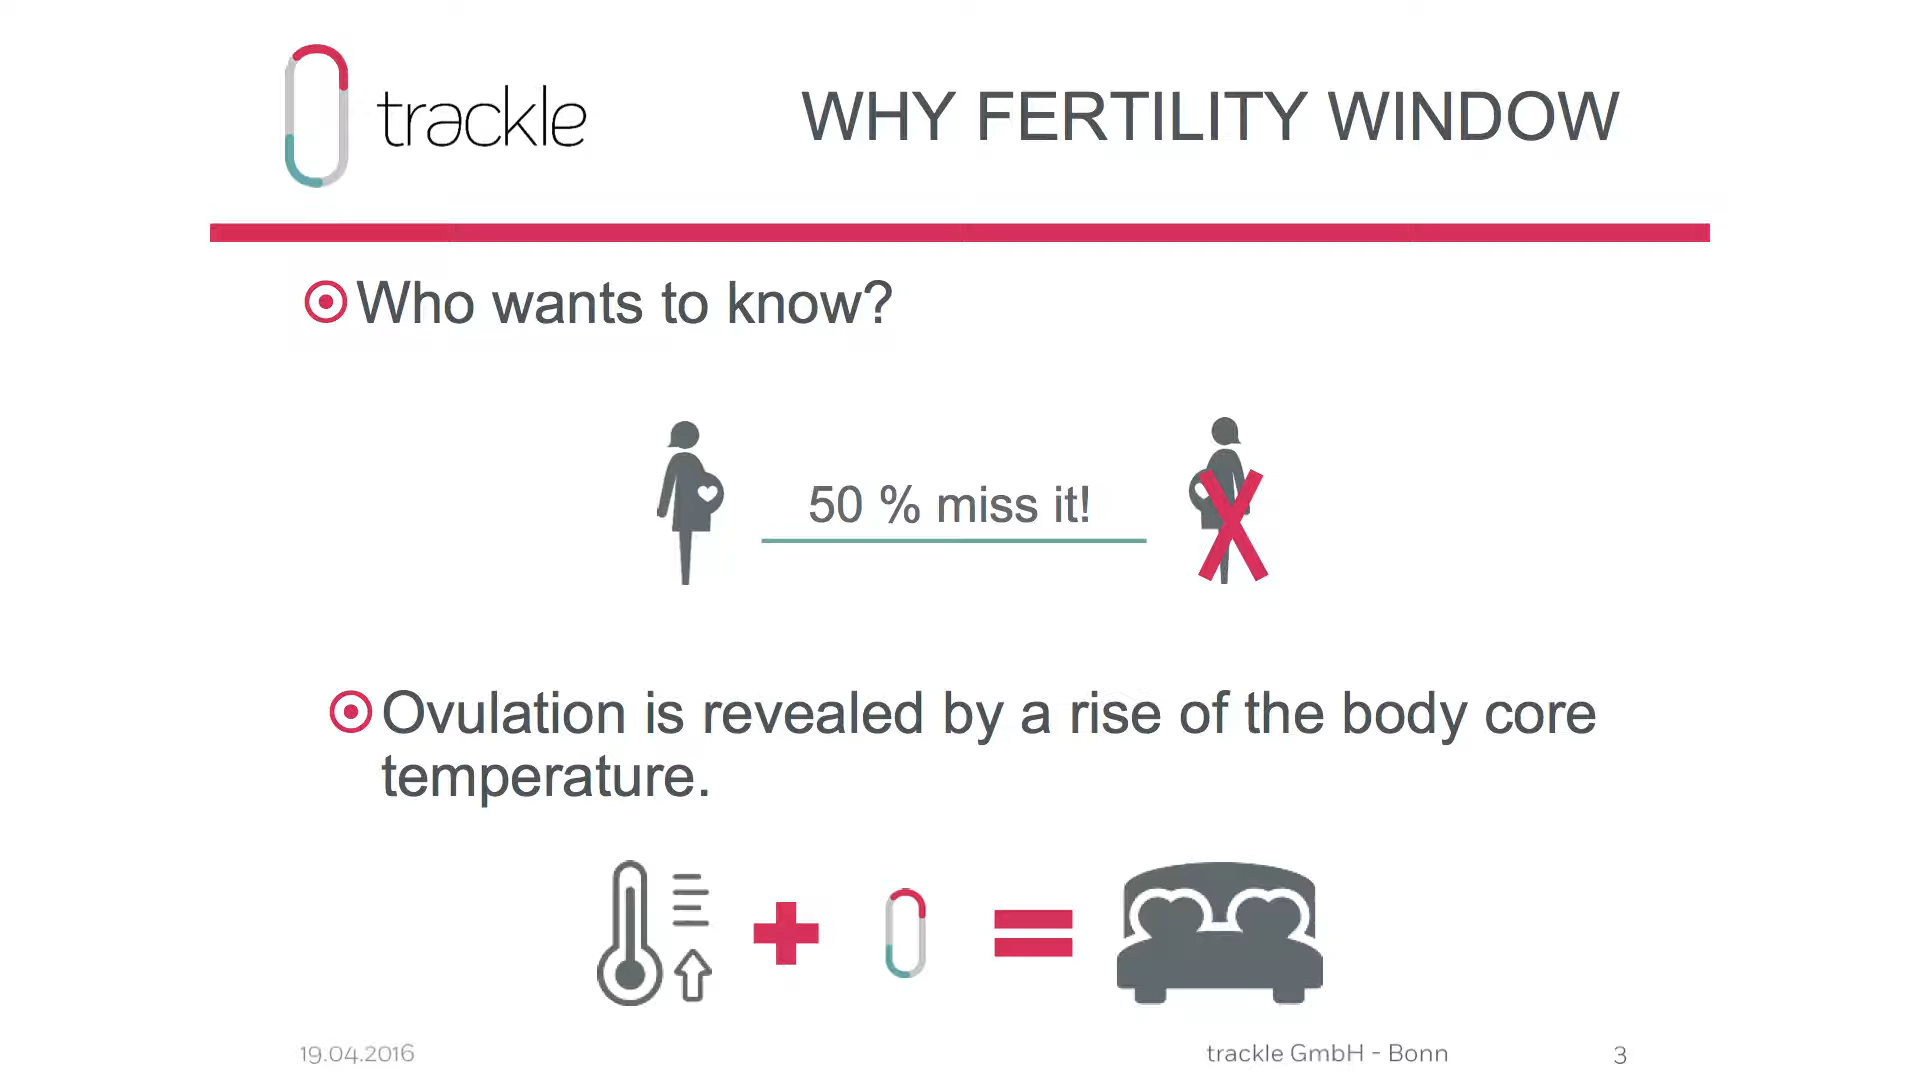 trackle
WHY FERTILITY WINDOW
Who wants to know?
50 % miss it!
Ovulation is revealed by a rise of the body core
temperature.
19.04.2016
trackle GmbH - Bonn
3